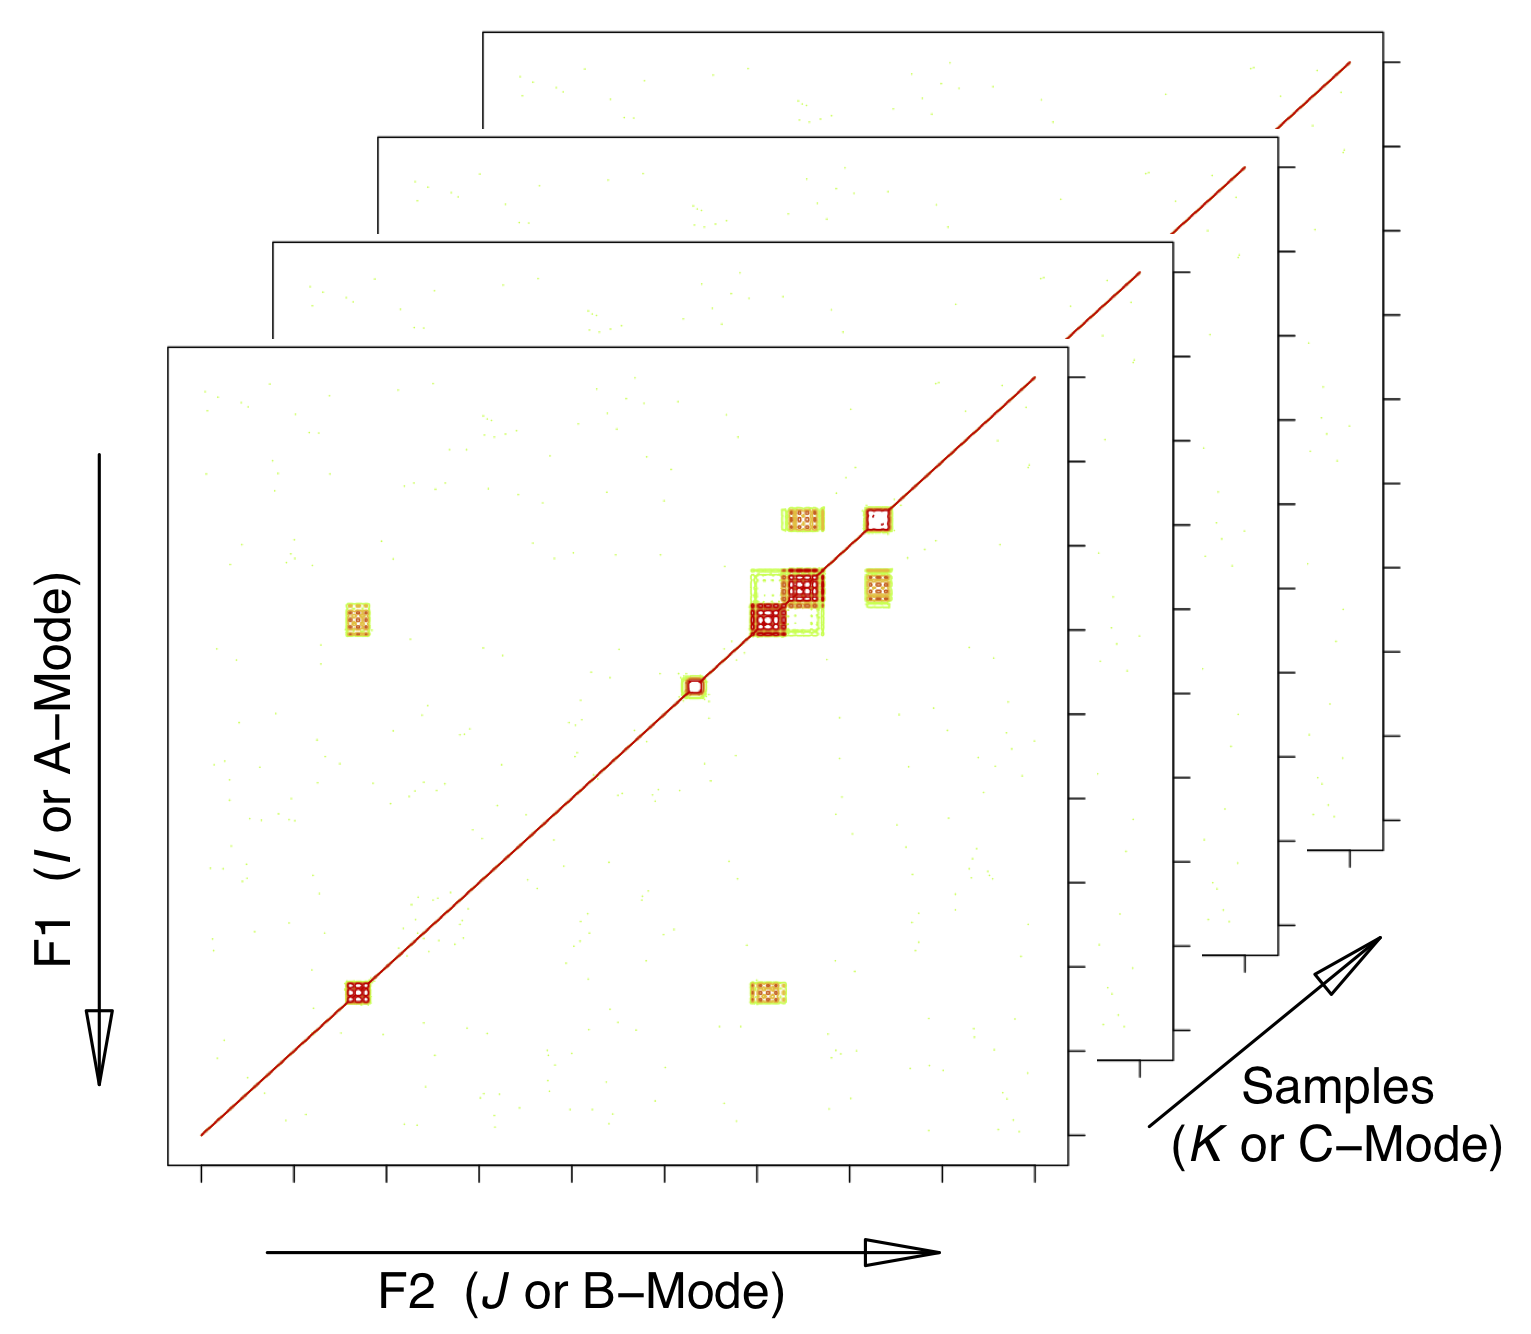 F1 (I or A−Mode)
Samples
(K or C−Mode)
F2 (J or B−Mode)